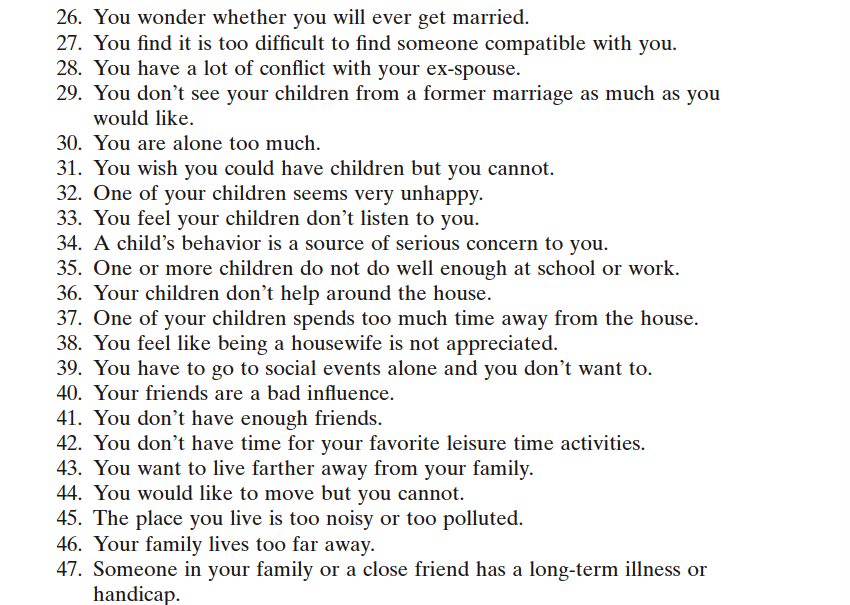 26. You wonder whether you will ever get married.
27. You find it is too difficult to find someone compatible with you.
28. You have a lot of conflict with your ex-spouse.
29. You don’t see your children from a former marriage as much as you
would like.
30. You are alone too much.
31. You wish you could have children but you cannot.
32. One of your children seems very unhappy.
33. You feel your children don’t listen to you.
34. A child’s behavior is a source of serious concern to you.
35. One or more children do not do well enough at school or work.
36. Your children don’t help around the house.
37. One of your children spends too much time away from the house.
38. You feel like being a housewife is not appreciated.
39. You have to go to social events alone and you don’t want to.
40. Your friends are a bad influence.
41. You don’t have enough friends.
42. You don’t have time for your favorite leisure time activities.
43. You want to live farther away from your family.
44. You would like to move but you cannot.
45. The place you live is too noisy or too polluted.
46. Your family lives too far away.
47. Someone in your family or a close friend has a long-term illness or
handicap.